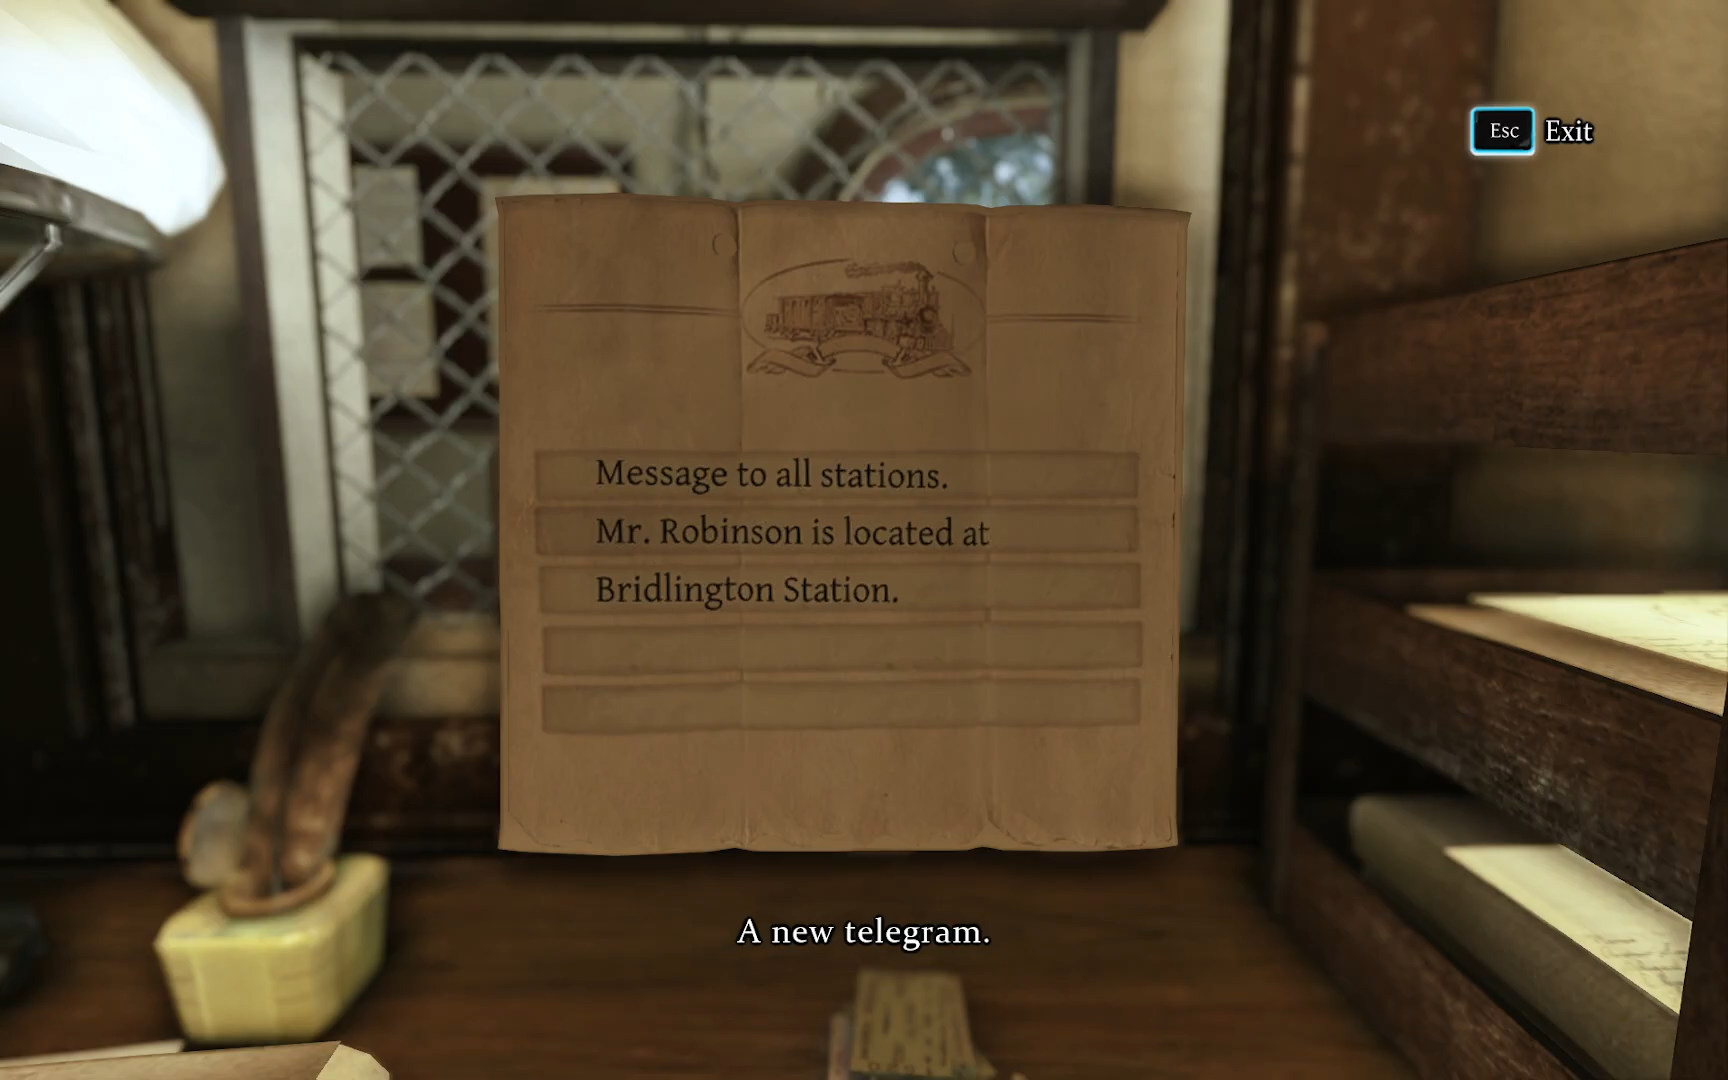 Esc Exit
Message to all stations.
Mr. Robinson is located at
Bridlington Station.
A new telegram.